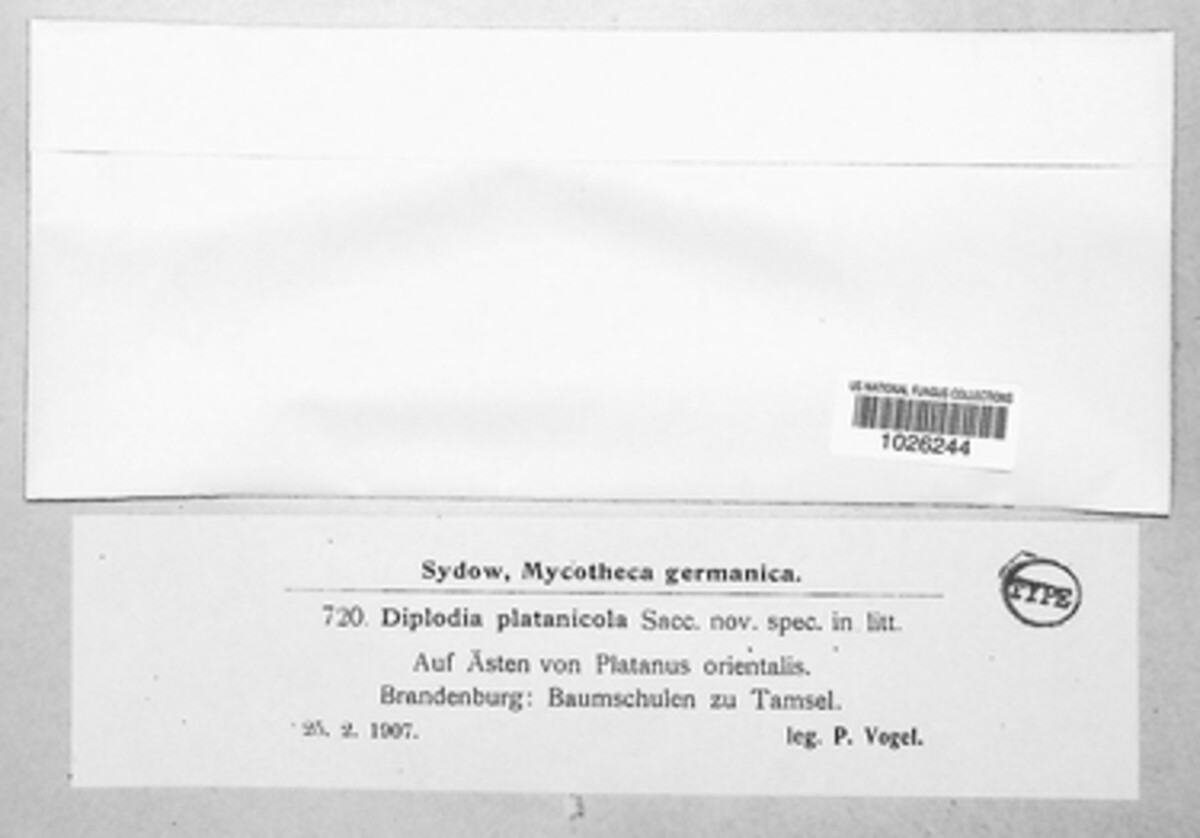 US NATIONAL FUNGUS COLLECTIONS
1026244
Sydow, Mycotheca germanica.
TYPE
720. Diplodia platanicola Sacc. nov. spec. in litt.
Auf Ästen von Platanus orientalis.
Brandenburg: Baumschulen zu Tamsel.
25. 2. 1907. leg. P. Vogel.